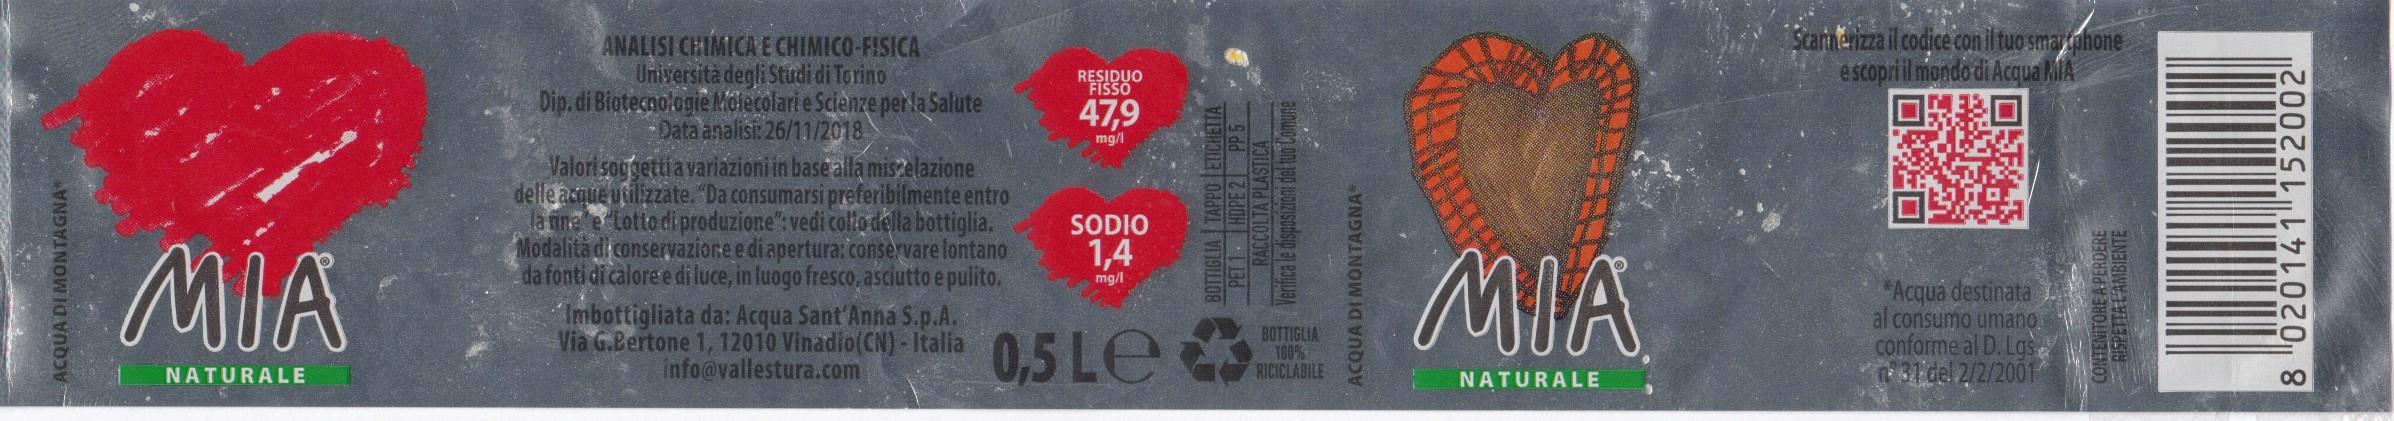 ACQUA DI MONTAGNA*
MIA®
NATURALE
ANALISI CHIMICA E CHIMICO-FISICA
Università degli Studi di Torino
Dip. di Biotecnologie Molecolari e Scienze per la Salute
Data analisi: 26/11/2018
Valori soggetti a variazioni in base alla miscelazione
delle acque utilizzate. “Da consumarsi preferibilmente entro
la fine” e “Lotto di produzione”: vedi collo della bottiglia.
Modalità di conservazione e di apertura: conservare lontano
da fonti di calore e di luce, in luogo fresco, asciutto e pulito.
Imbottigliata da: Acqua Sant’Anna S.p.A.
Via G.Bertone 1, 12010 Vinadio(CN) - Italia
info@vallestura.com
RESIDUO
FISSO
47,9
mg/l
SODIO
1,4
mg/l
0,5 L e
BOTTIGLIA | TAPPO | ETICHETTA
PET 1 | HDPE 2 | PP 5
RACCOLTA PLASTICA
Verifica le disposizioni del tuo Comune
BOTTIGLIA
100%
RICICLABILE
ACQUA DI MONTAGNA*
MIA®
NATURALE
Scannerizza il codice con il tuo smartphone
e scopri il mondo di Acqua MIA
*Acqua destinata
al consumo umano
conforme al D. Lgs
n° 31 del 2/2/2001
CONTENITORE A PERDERE
RISPETTA L'AMBIENTE
8 020141 152002